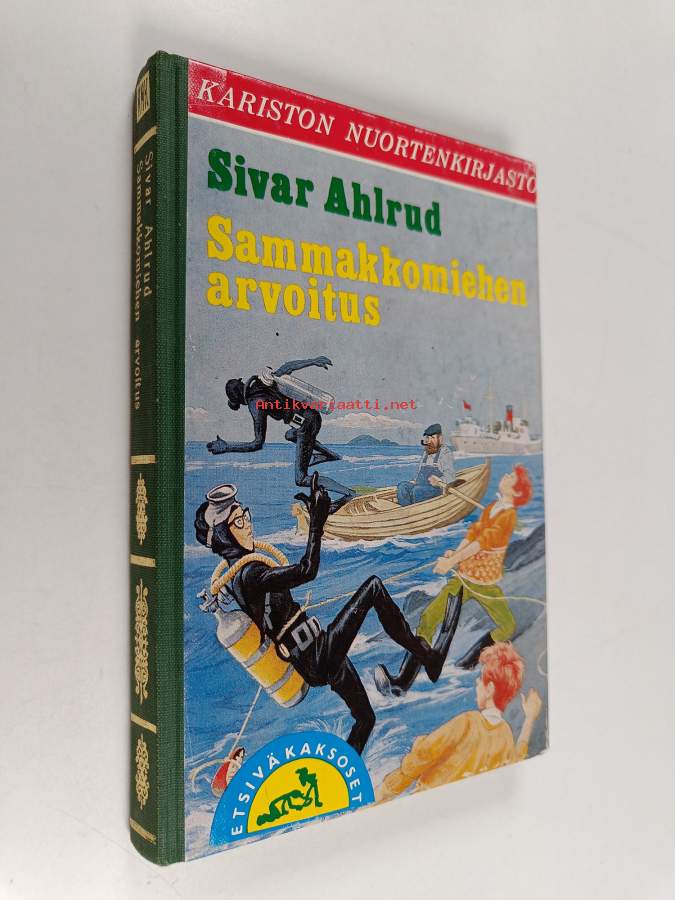 KARISTON NUORTENKIRJASTO
Sivar Ahlrud
Sammakkomiehen
arvoitus
Antikvariaatti.net
ETSIVÄKAKSOSET
Sivar Ahlrud
Sammakkomiehen arvoitus